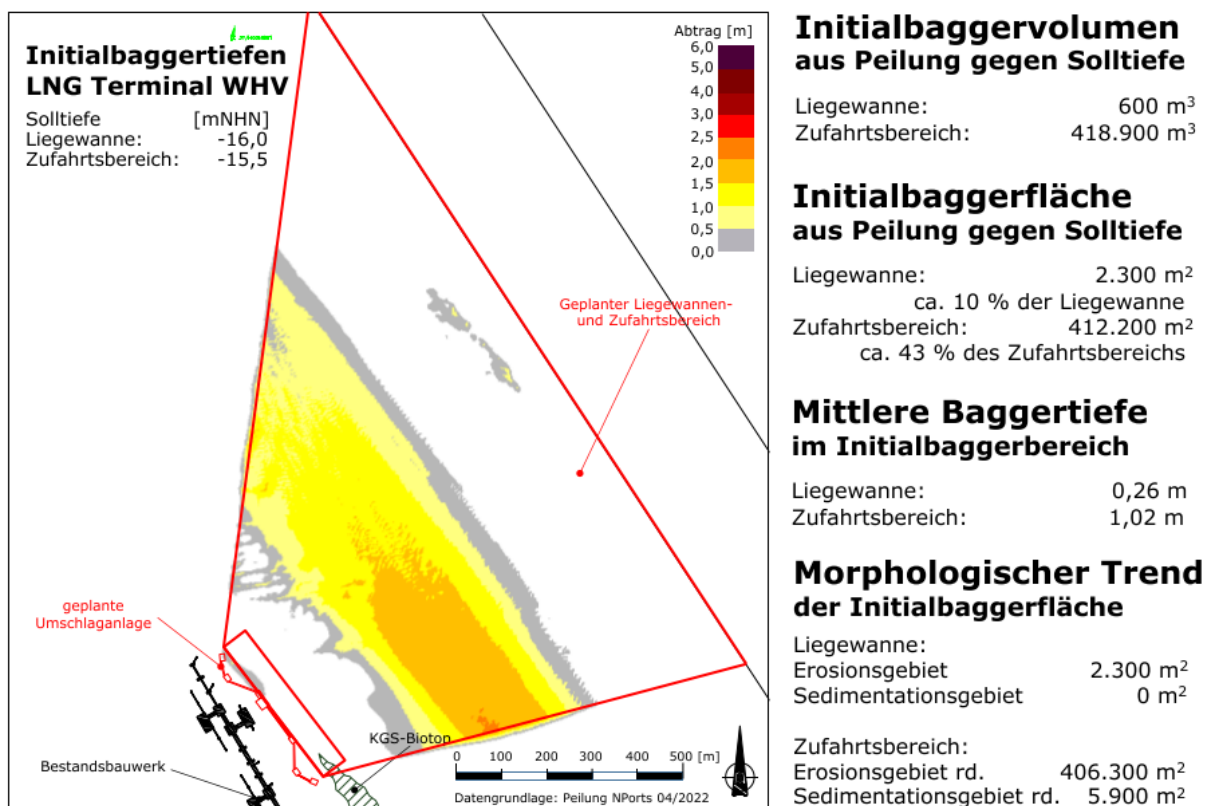 Initialbaggertiefen
LNG Terminal WHV
Solltiefe [mNHN]
Liegewanne: -16,0
Zufahrtsbereich: -15,5
Abtrag [m]
6,0
5,0
4,0
3,0
2,5
2,0
1,5
1,0
0,5
0,0
Geplanter Liegewannen-
und Zufahrtsbereich
geplante
Umschlaganlage
KGS-Biotop
Bestandsbauwerk
0 100 200 300 400 500 [m]
Datengrundlage: Peilung NPorts 04/2022
Initialbaggervolumen
aus Peilung gegen Solltiefe
Liegewanne: 600 m³
Zufahrtsbereich: 418.900 m³
Initialbaggerfläche
aus Peilung gegen Solltiefe
Liegewanne: 2.300 m²
ca. 10 % der Liegewanne
Zufahrtsbereich: 412.200 m²
ca. 43 % des Zufahrtsbereichs
Mittlere Baggertiefe
im Initialbaggerbereich
Liegewanne: 0,26 m
Zufahrtsbereich: 1,02 m
Morphologischer Trend
der Initialbaggerfläche
Liegewanne:
Erosionsgebiet 2.300 m²
Sedimentationsgebiet 0 m²
Zufahrtsbereich:
Erosionsgebiet rd. 406.300 m²
Sedimentationsgebiet rd. 5.900 m²